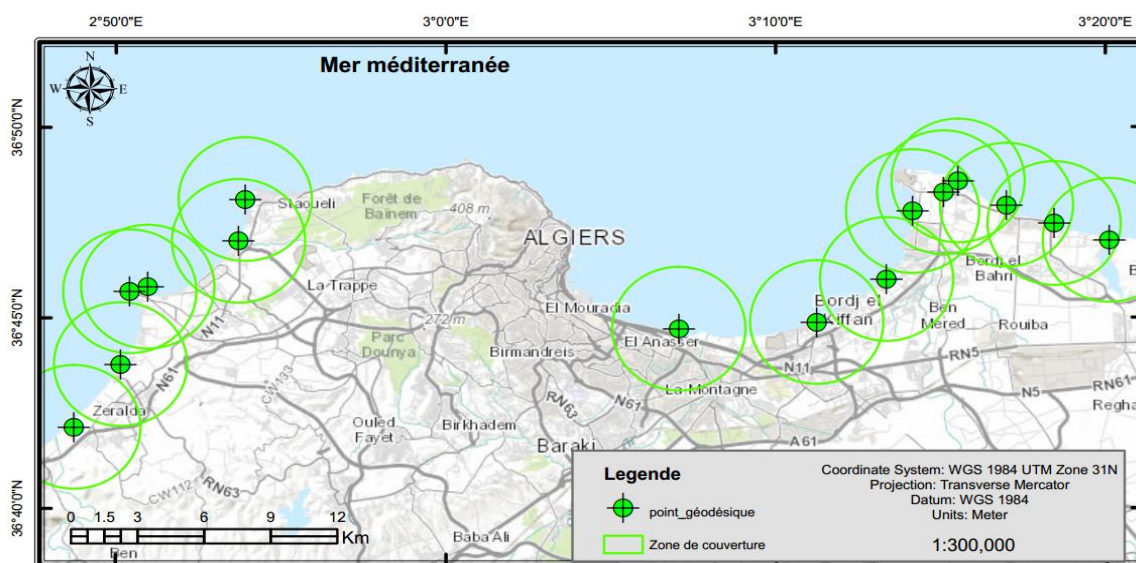 2°50'0"E 3°0'0"E 3°10'0"E 3°20'0"E
Mer méditerranée
N
W E
S
36°50'0"N
Staoueli
Forêt de
Bainem
408 m
ALGIERS
La-Trappe
El Mouradia
Bordj el
Bahri
Bordj el
Kiffan
36°45'0"N
N11
272m
Parc
Dounya
Birmandreis
El Anasser
Ben
Mered
Rouiba
N61
CW133
La-Montagne
N11
RN5
RN63
N61
N5
RN61
Zeralda
Ouled
Fayet
Birkhadem
Baraki
A61
Regha
CW112
RN63
36°40'0"N
0 1.5 3 6 9 12
Km
Ben
Baba Ali
Legende
point_géodésique
Zone de couverture
Coordinate System: WGS 1984 UTM Zone 31N
Projection: Transverse Mercator
Datum: WGS 1984
Units: Meter
1:300,000